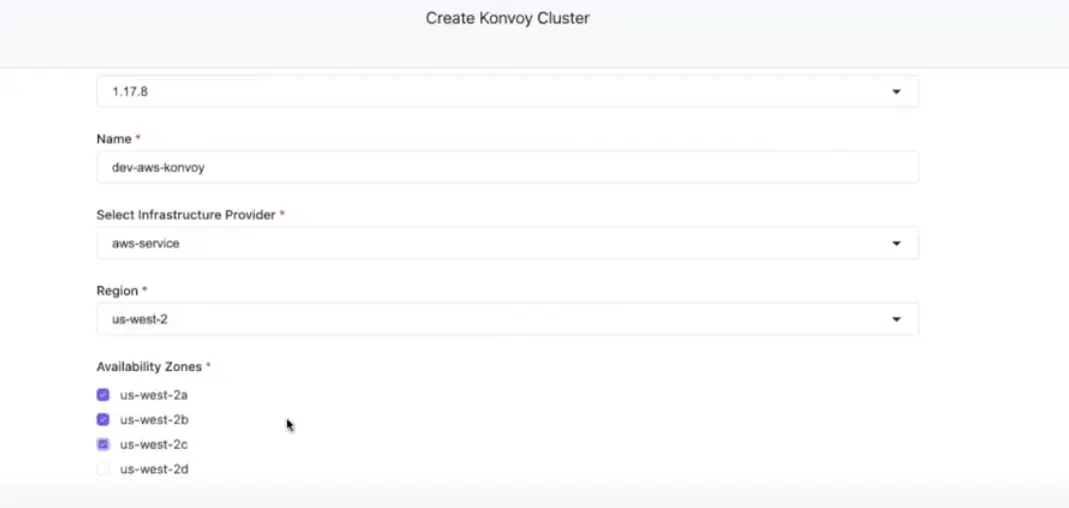 Create Konvoy Cluster
1.17.8
Name *
dev-aws-konvoy
Select Infrastructure Provider *
aws-service
Region *
us-west-2
Availability Zones *
us-west-2a
us-west-2b
us-west-2c
us-west-2d